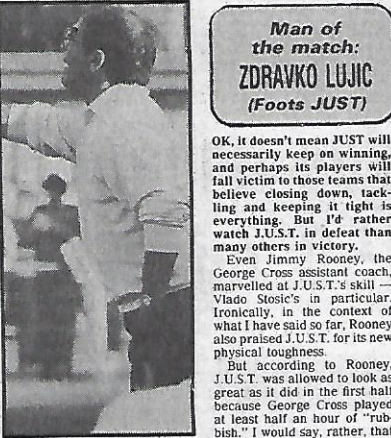 Man of
the match:
ZDRAVKO LUJIC
(Foots JUST)
OK, it doesn't mean JUST will
necessarily keep on winning,
and perhaps its players will
fall victim to those teams that
believe closing down, tack-
ling and keeping it tight is
everything. But I'd rather
watch J.U.S.T. in defeat than
many others in victory.
Even Jimmy Rooney, the
George Cross assistant coach,
marvelled at J.U.S.T.'s skill —
Vlado Stosic's in particular.
Ironically, in the context of
what I have said so far, Rooney
also praised J.U.S.T. for its new
physical toughness.
But according to Rooney,
J.U.S.T. was allowed to look as
great as it did in the first half
because George Cross played
at least half an hour of "rub-
bish." I would say, rather, that